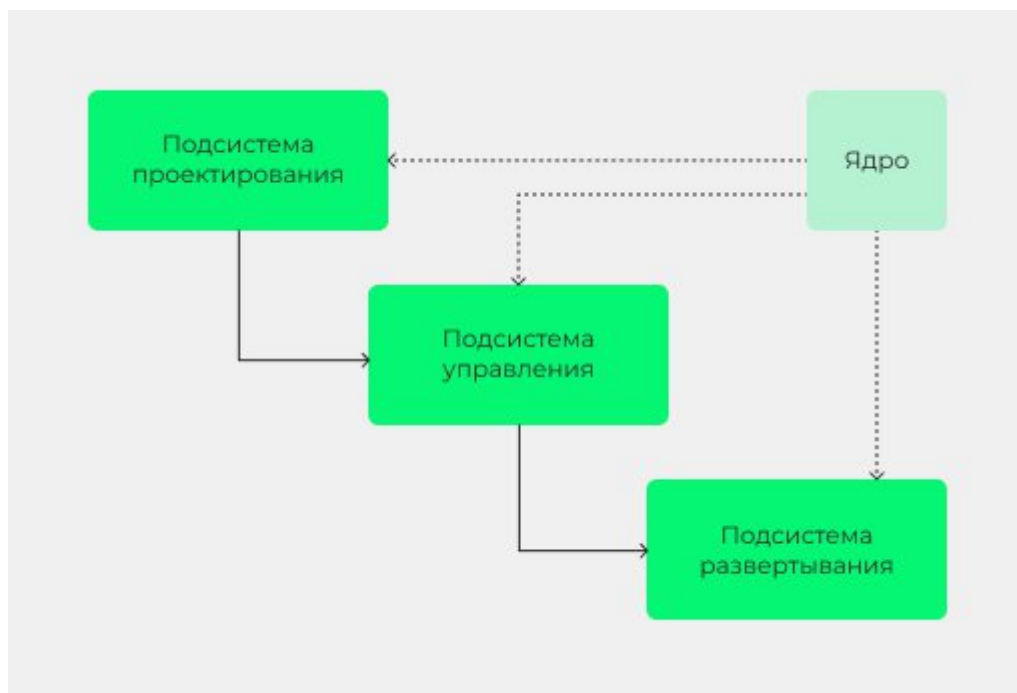 Подсистема
проектирования
Ядро
Подсистема
управления
Подсистема
развертывания